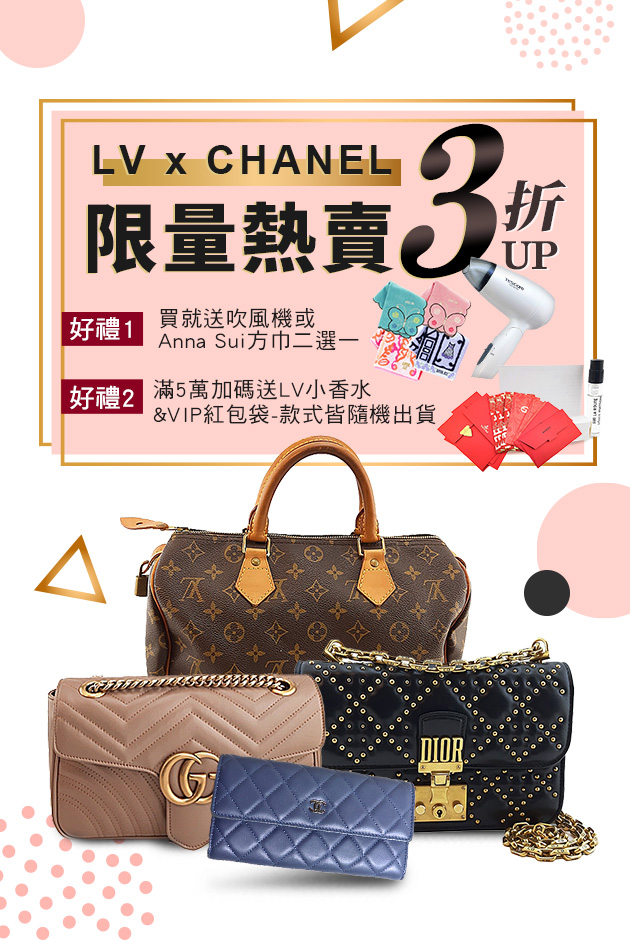 LV x CHANEL
限量熱賣3折UP
好禮1
買就送吹風機或
Anna Sui方巾二選一
好禮2
滿5萬加碼送LV小香水
&VIP紅包袋-款式皆隨機出貨
DIOR